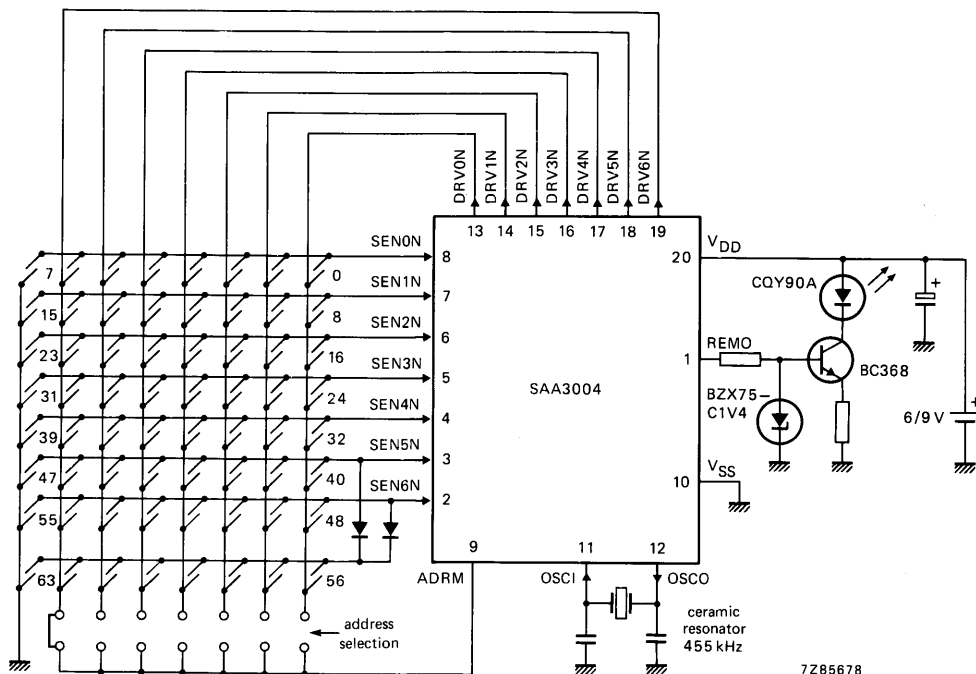 DRV0N
DRV1N
DRV2N
DRV3N
DRV4N
DRV5N
DRV6N
13
14
15
16
17
18
19
SEN0N
8
SEN1N
7
SEN2N
6
SEN3N
5
SEN4N
4
SEN5N
3
SEN6N
2
7
0
15
8
23
16
31
24
39
32
47
40
55
48
63
56
SAA3004
20
VDD
CQY90A
+
REMO
1
BC368
BZX75–
C1V4
6/9 V
+
VSS
10
9
11
12
ADRM
OSCI
OSCO
address
selection
ceramic
resonator
455 kHz
7Z85678